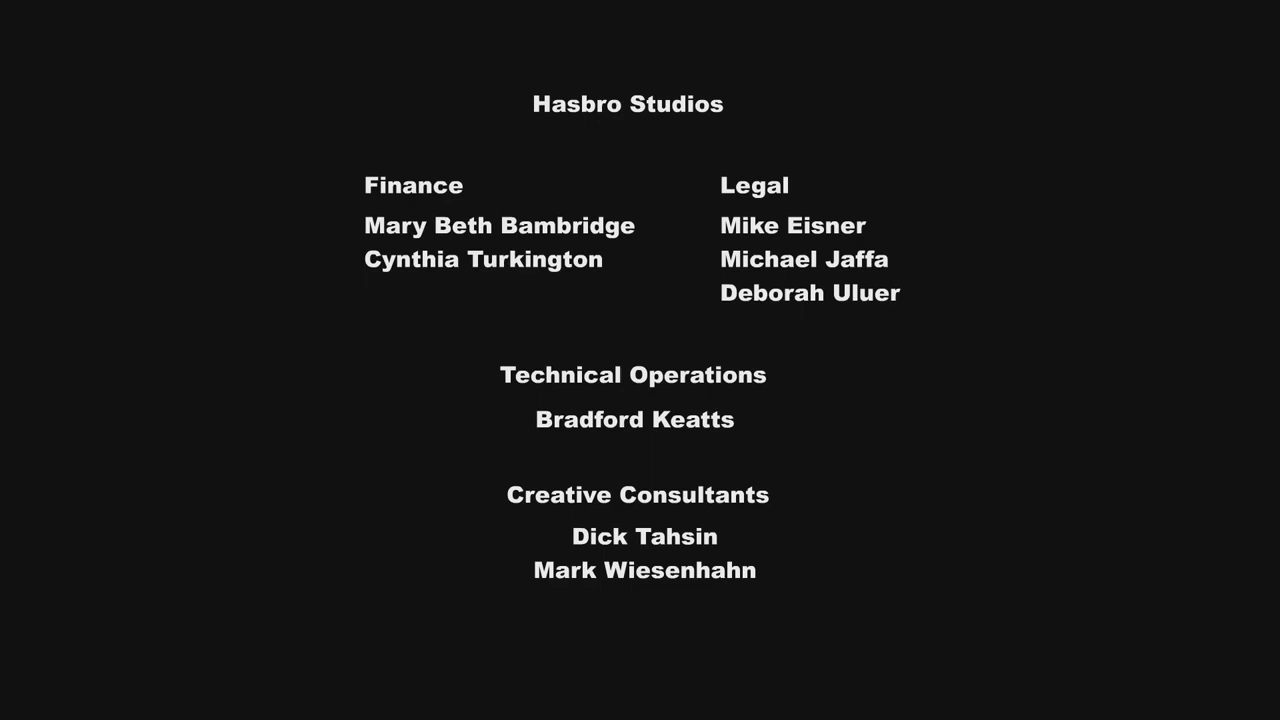 Hasbro Studios
Finance
Mary Beth Bambridge
Cynthia Turkington
Legal
Mike Eisner
Michael Jaffa
Deborah Uluer
Technical Operations
Bradford Keatts
Creative Consultants
Dick Tahsin
Mark Wiesenhahn